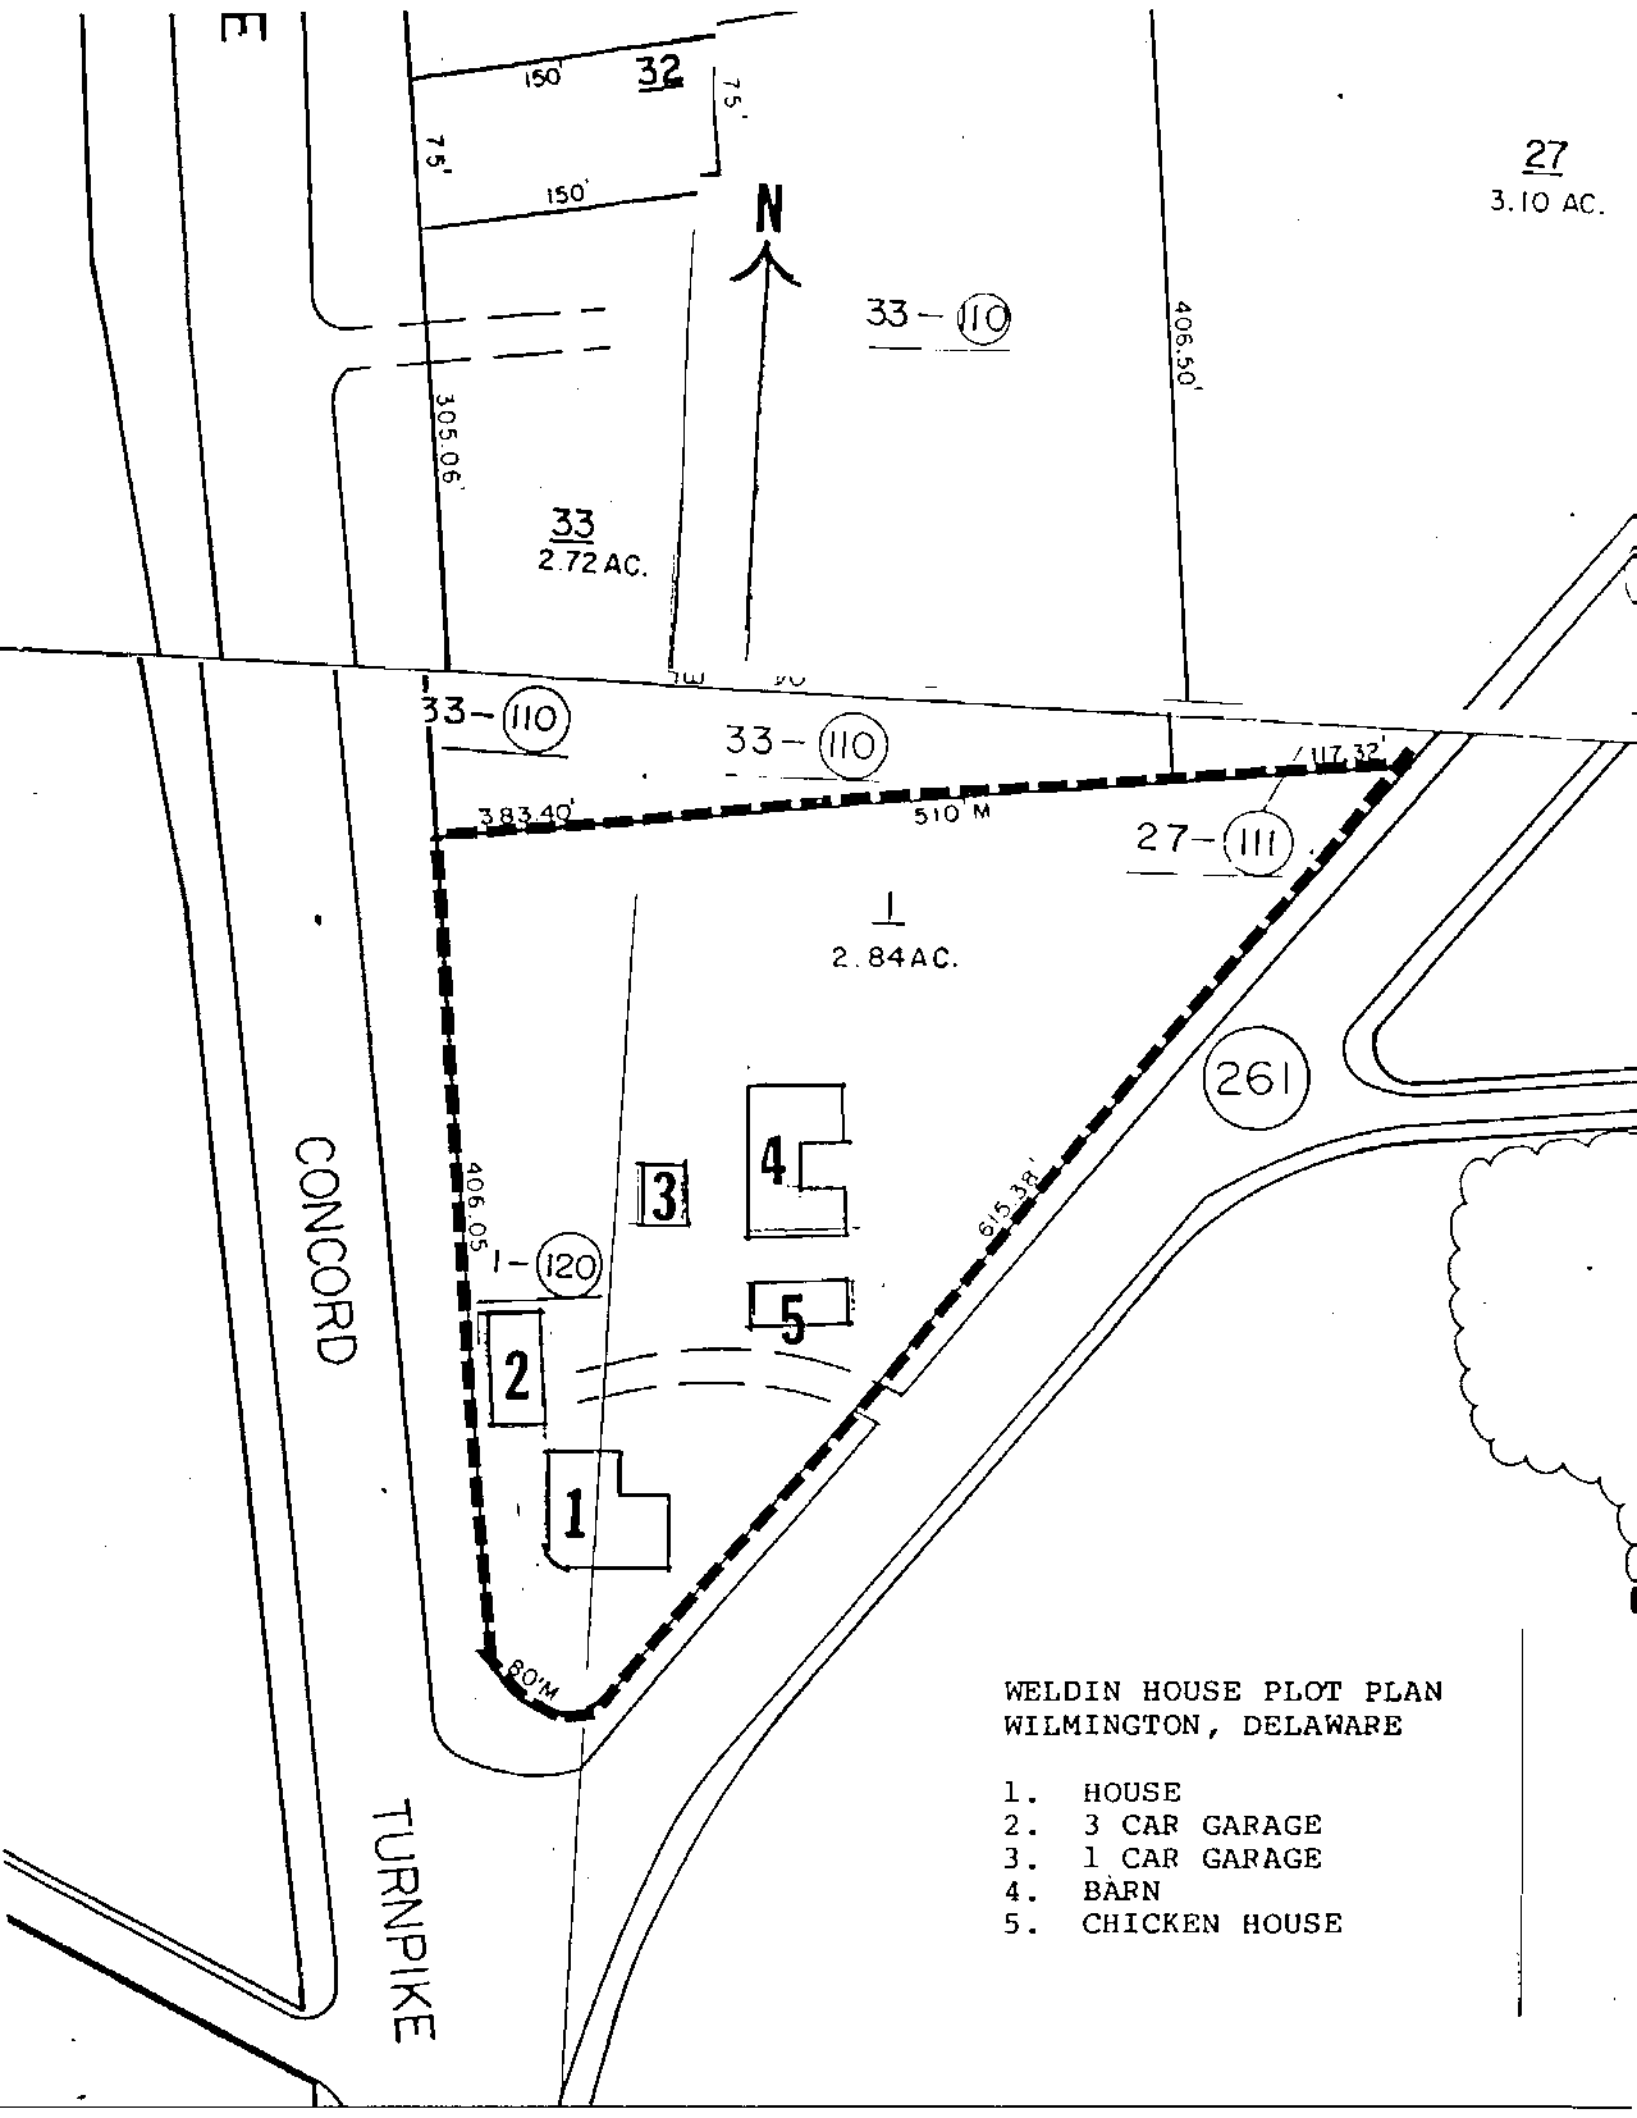 E
150'
32
75'
75'
150'
N
27
3.10 AC.
33-110
406.50'
305.06'
33
2.72 AC.
33-110
33-110
117.32'
383.40'
510'M
27-111
1
2.84 AC.
261
CONCORD
406.05
4
3
615.38'
1-120
5
2
1
80'M
WELDIN HOUSE PLOT PLAN
WILMINGTON, DELAWARE
1. HOUSE
2. 3 CAR GARAGE
3. 1 CAR GARAGE
4. BARN
5. CHICKEN HOUSE
TURNPIKE